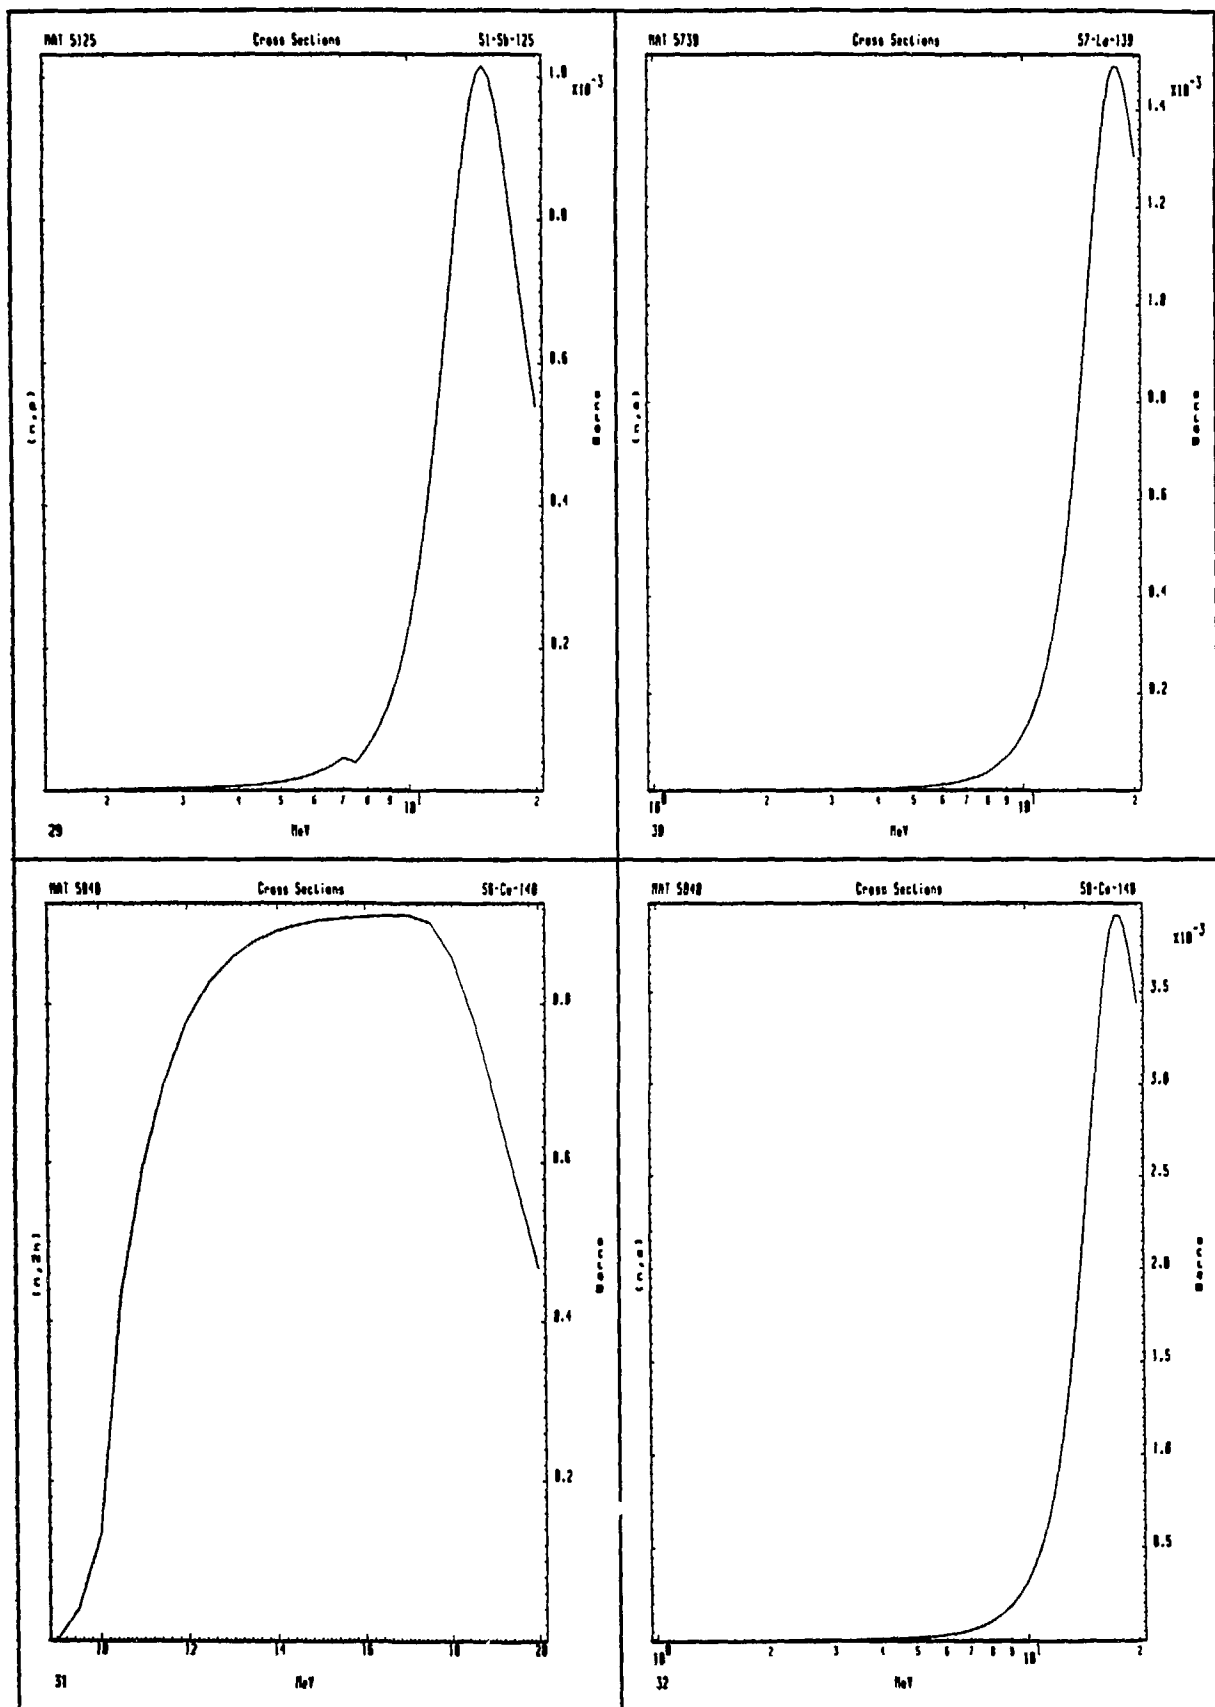 MAT 5125 Cross Sections 51-Sb-125
1.0
X10-3
0.8
0.6
0.4
0.2
Barns
2 3 4 5 6 7 8 9 10¹ 2
29 MeV
MAT 5739 Cross Sections 57-La-139
X10-3
1.4
1.2
1.0
0.8
0.6
0.4
0.2
Barns
10⁰ 2 3 4 5 6 7 8 9 10¹ 2
30 MeV
MAT 5840 Cross Sections 58-Ce-140
0.8
0.6
0.4
0.2
(n,2n)
Barns
10 12 14 16 18 20
31 MeV
MAT 5840 Cross Sections 58-Ce-140
X10-3
3.5
3.0
2.5
2.0
1.5
1.0
0.5
Barns
10⁰ 2 3 4 5 6 7 8 9 10¹ 2
32 MeV